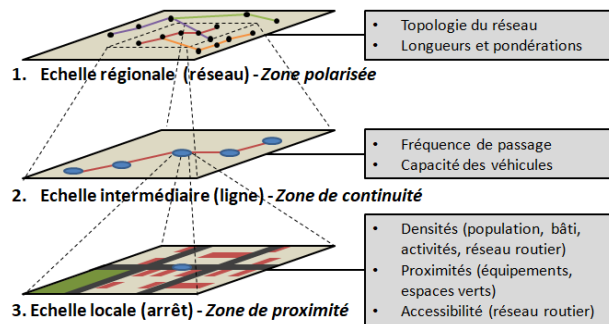 • Topologie du réseau
• Longueurs et pondérations
1. Echelle régionale (réseau) - Zone polarisée
• Fréquence de passage
• Capacité des véhicules
2. Echelle intermédiaire (ligne) - Zone de continuité
• Densités (population, bâti,
activités, réseau routier)
• Proximités (équipements,
espaces verts)
• Accessibilité (réseau routier)
3. Echelle locale (arrêt) - Zone de proximité